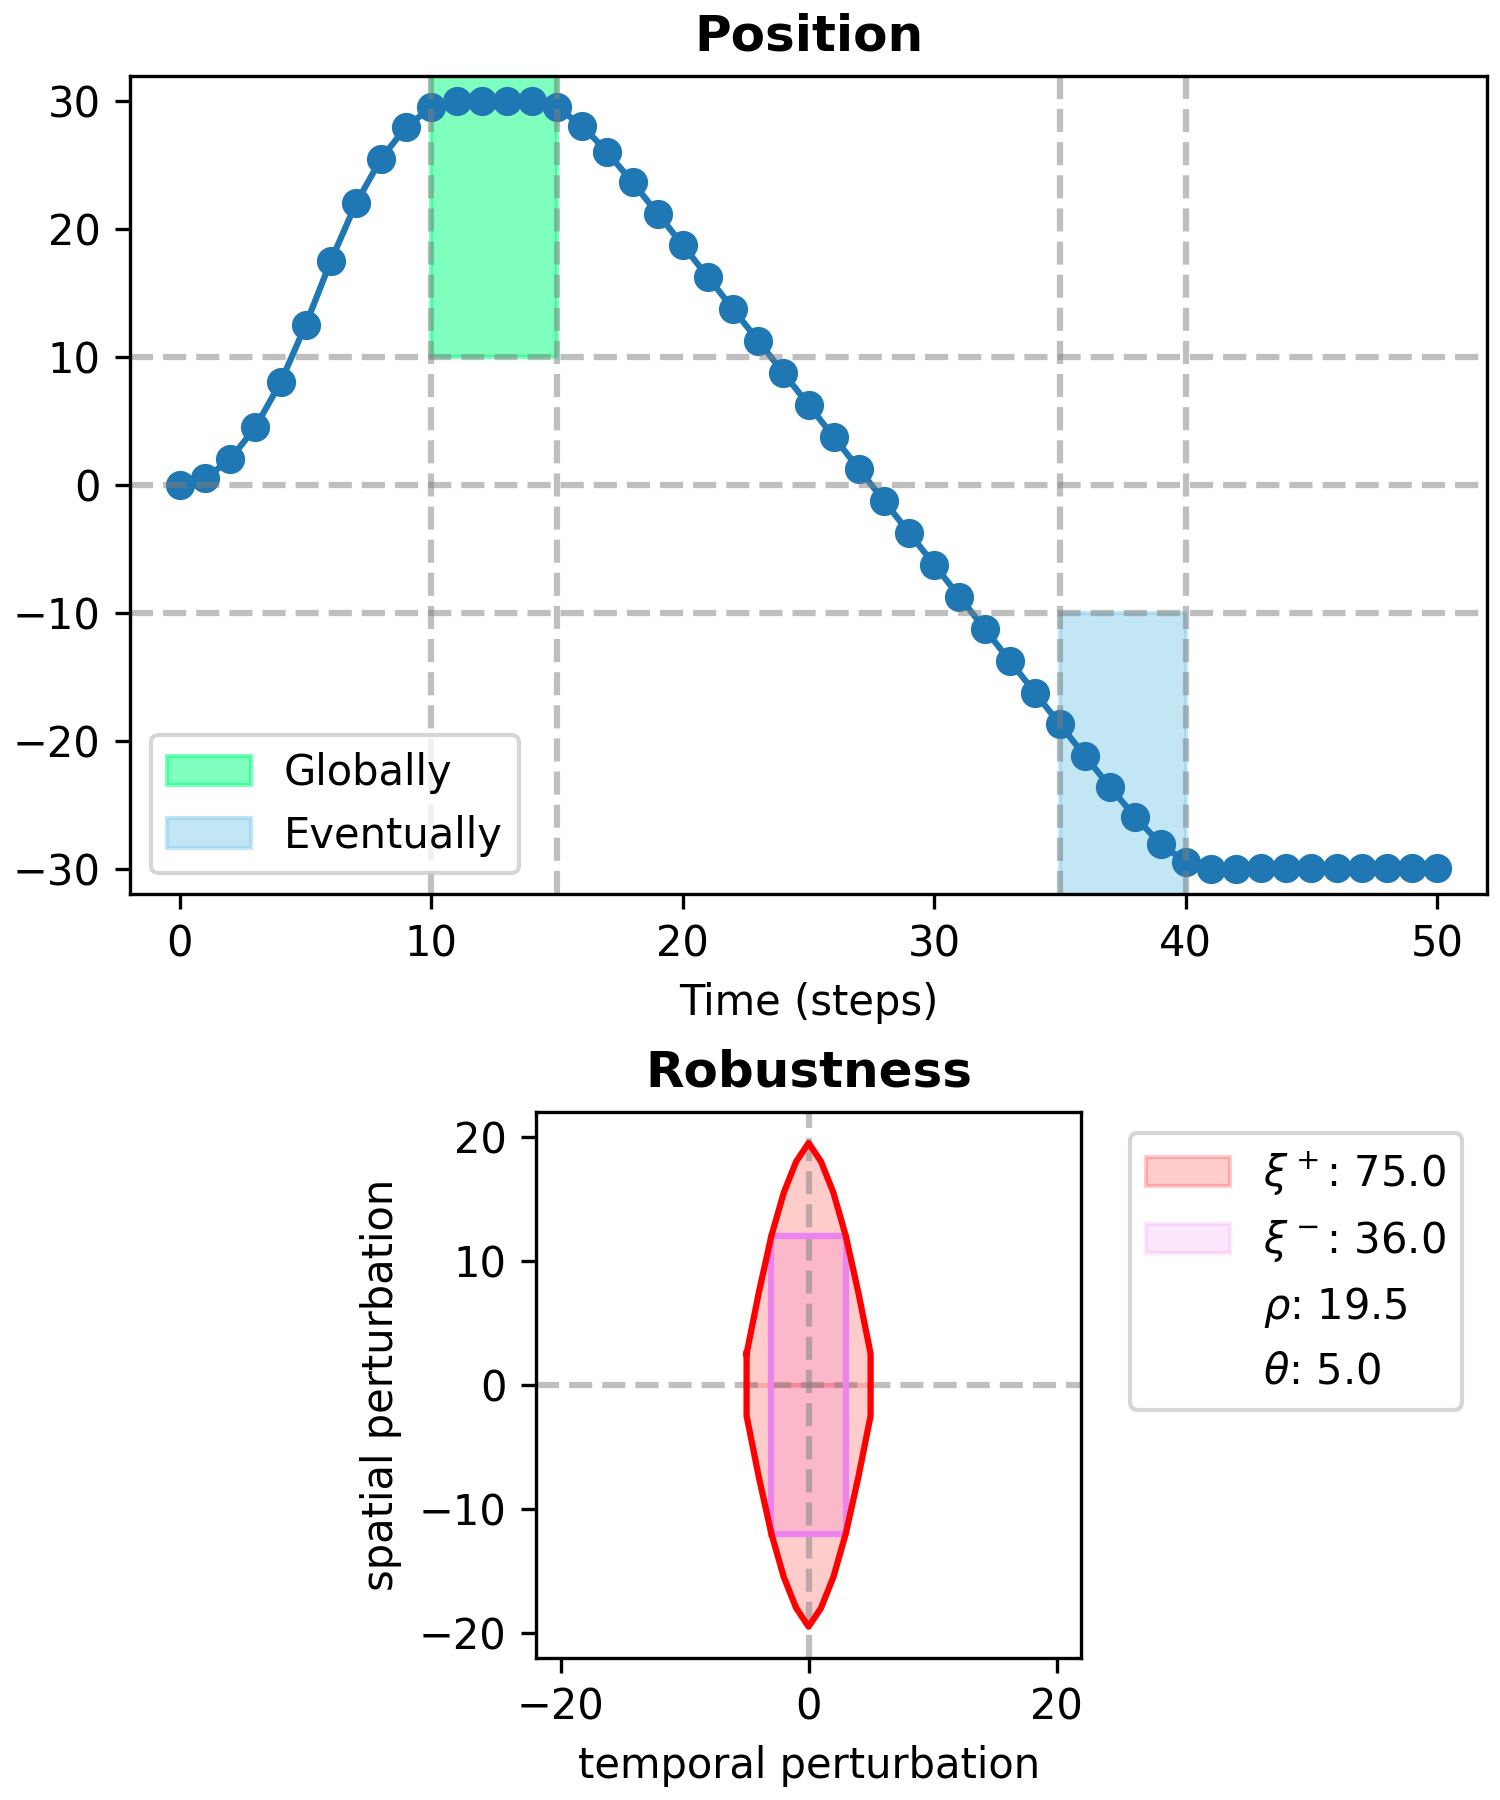 Position
30
20
10
0
−10
−20
−30
Globally
Eventually
0 10 20 30 40 50
Time (steps)
Robustness
20
10
0
−10
−20
spatial perturbation
ξ⁺: 75.0
ξ⁻: 36.0
ρ: 19.5
θ: 5.0
−20 0 20
temporal perturbation